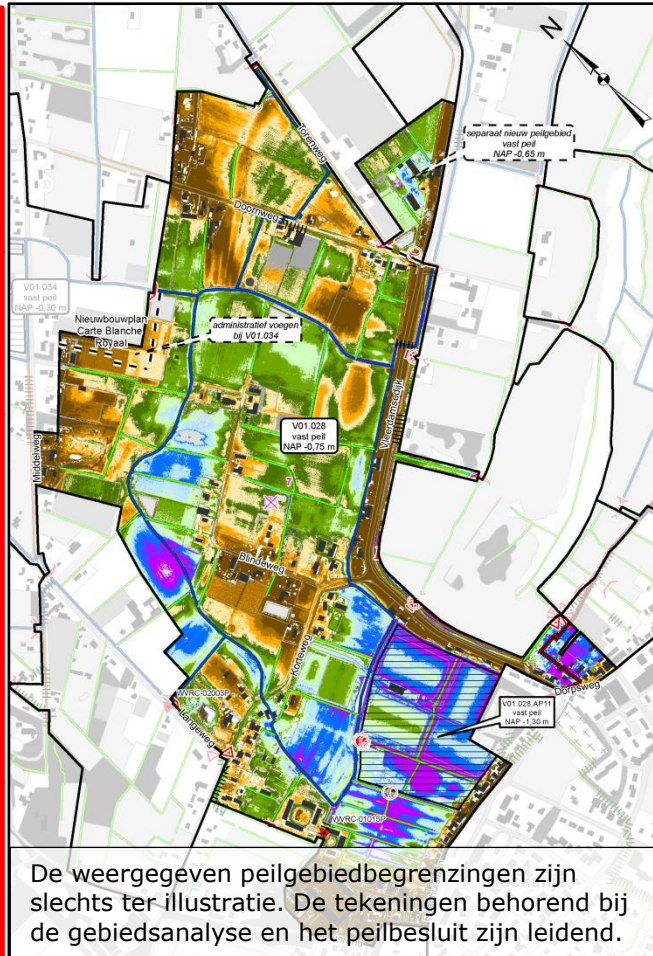 N
Torenweg
separaat nieuw peilgebied
vast peil
NAP -0,65 m
Doornweg
V01.034
vast peil
NAP -0,30 m
Nieuwbouwplan
Carte Blanche
Royaal
administratief voegen
bij V01.034
Vleerdamsedijk
V01.028
vast peil
NAP -0,75 m
Middelweg
7
Blindeweg
Korteweg
WVRC-02003P
Langeweg
Dorpsweg
V01.028 AP11
vast peil
NAP -1,30 m
WVRC-01015P
De weergegeven peilgebiedbegrenzingen zijn
slechts ter illustratie. De tekeningen behorend bij
de gebiedsanalyse en het peilbesluit zijn leidend.